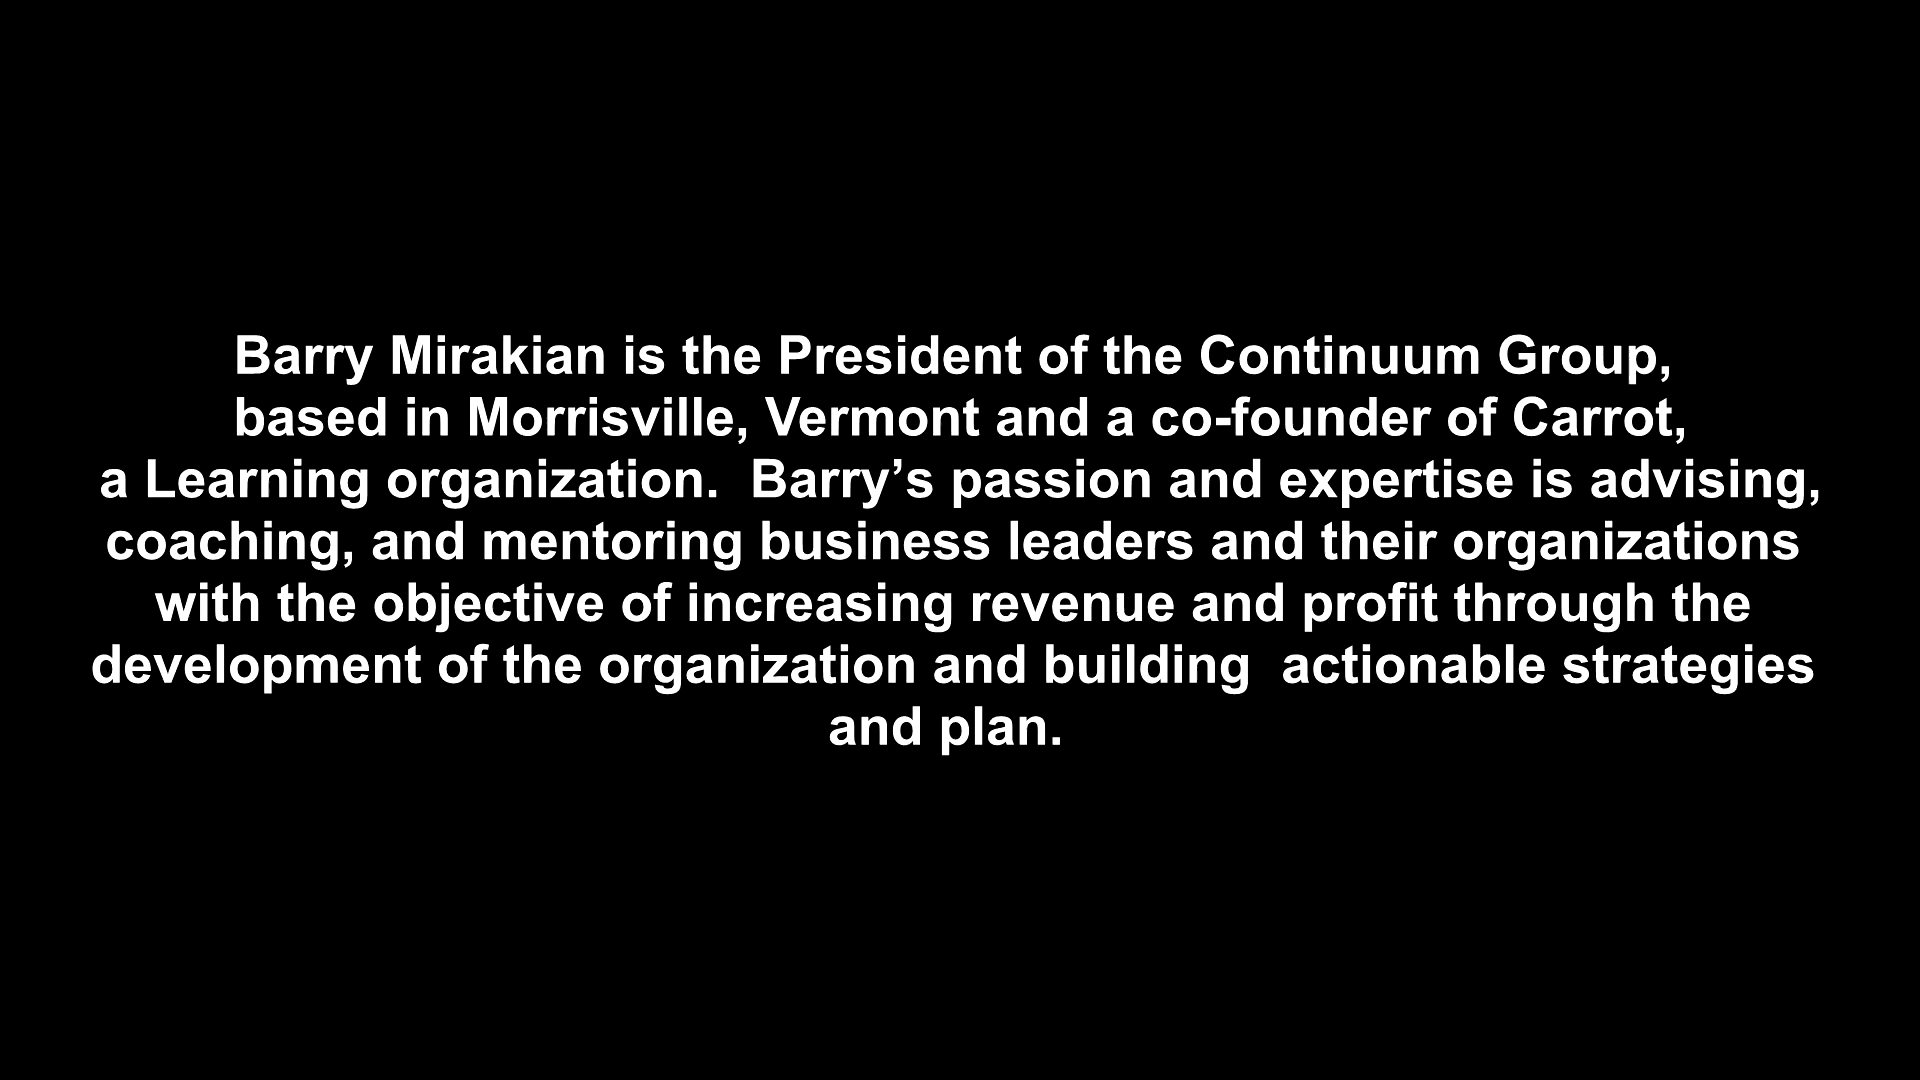 Barry Mirakian is the President of the Continuum Group,
based in Morrisville, Vermont and a co-founder of Carrot,
a Learning organization.  Barry’s passion and expertise is advising,
coaching, and mentoring business leaders and their organizations
with the objective of increasing revenue and profit through the
development of the organization and building  actionable strategies
and plan.